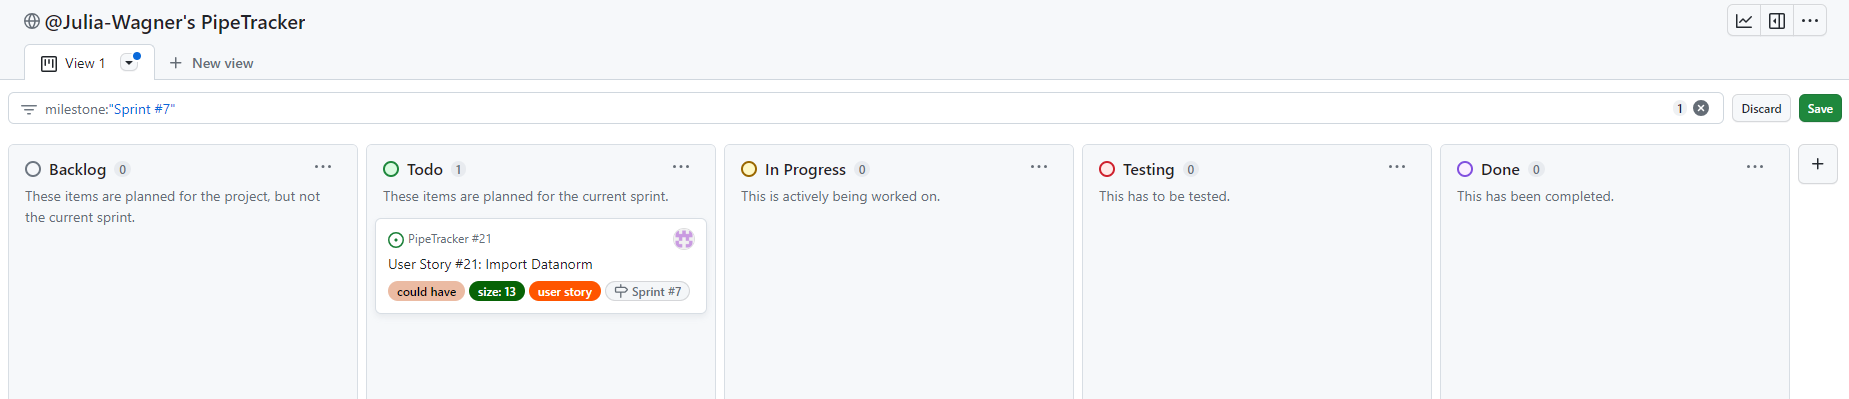 @Julia-Wagner's PipeTracker
View 1
New view
milestone:"Sprint #7"
1
Discard
Save
Backlog 0
These items are planned for the project, but not
the current sprint.
Todo 1
These items are planned for the current sprint.
PipeTracker #21
User Story #21: Import Datanorm
could have size: 13 user story Sprint #7
In Progress 0
This is actively being worked on.
Testing 0
This has to be tested.
Done 0
This has been completed.